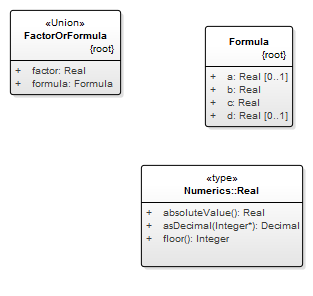 «Union»
FactorOrFormula
{root}
+ factor: Real
+ formula: Formula
Formula
{root}
+ a: Real [0..1]
+ b: Real
+ c: Real
+ d: Real [0..1]
«type»
Numerics::Real
+ absoluteValue(): Real
+ asDecimal(Integer*): Decimal
+ floor(): Integer